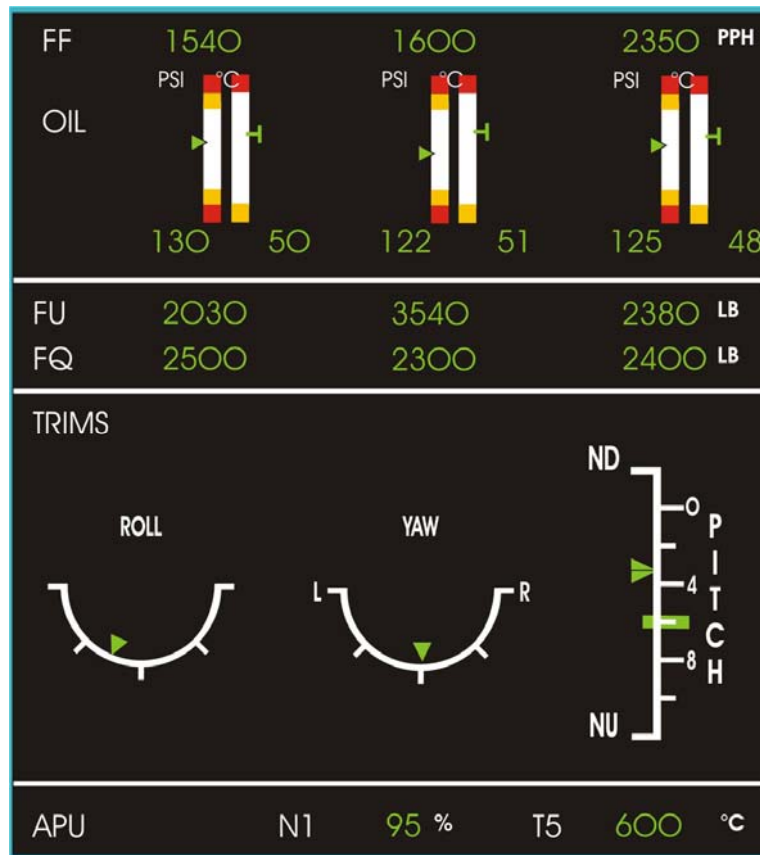 FF 1540 1600 2350 PPH
PSI °C PSI °C PSI °C
OIL
130 50 122 51 125 48
FU 2030 3540 2380 LB
FQ 2500 2300 2400 LB
TRIMS
ND
ROLL YAW
L R
0
4
8
PITCH
NU
APU N1 95 % T5 600 °C